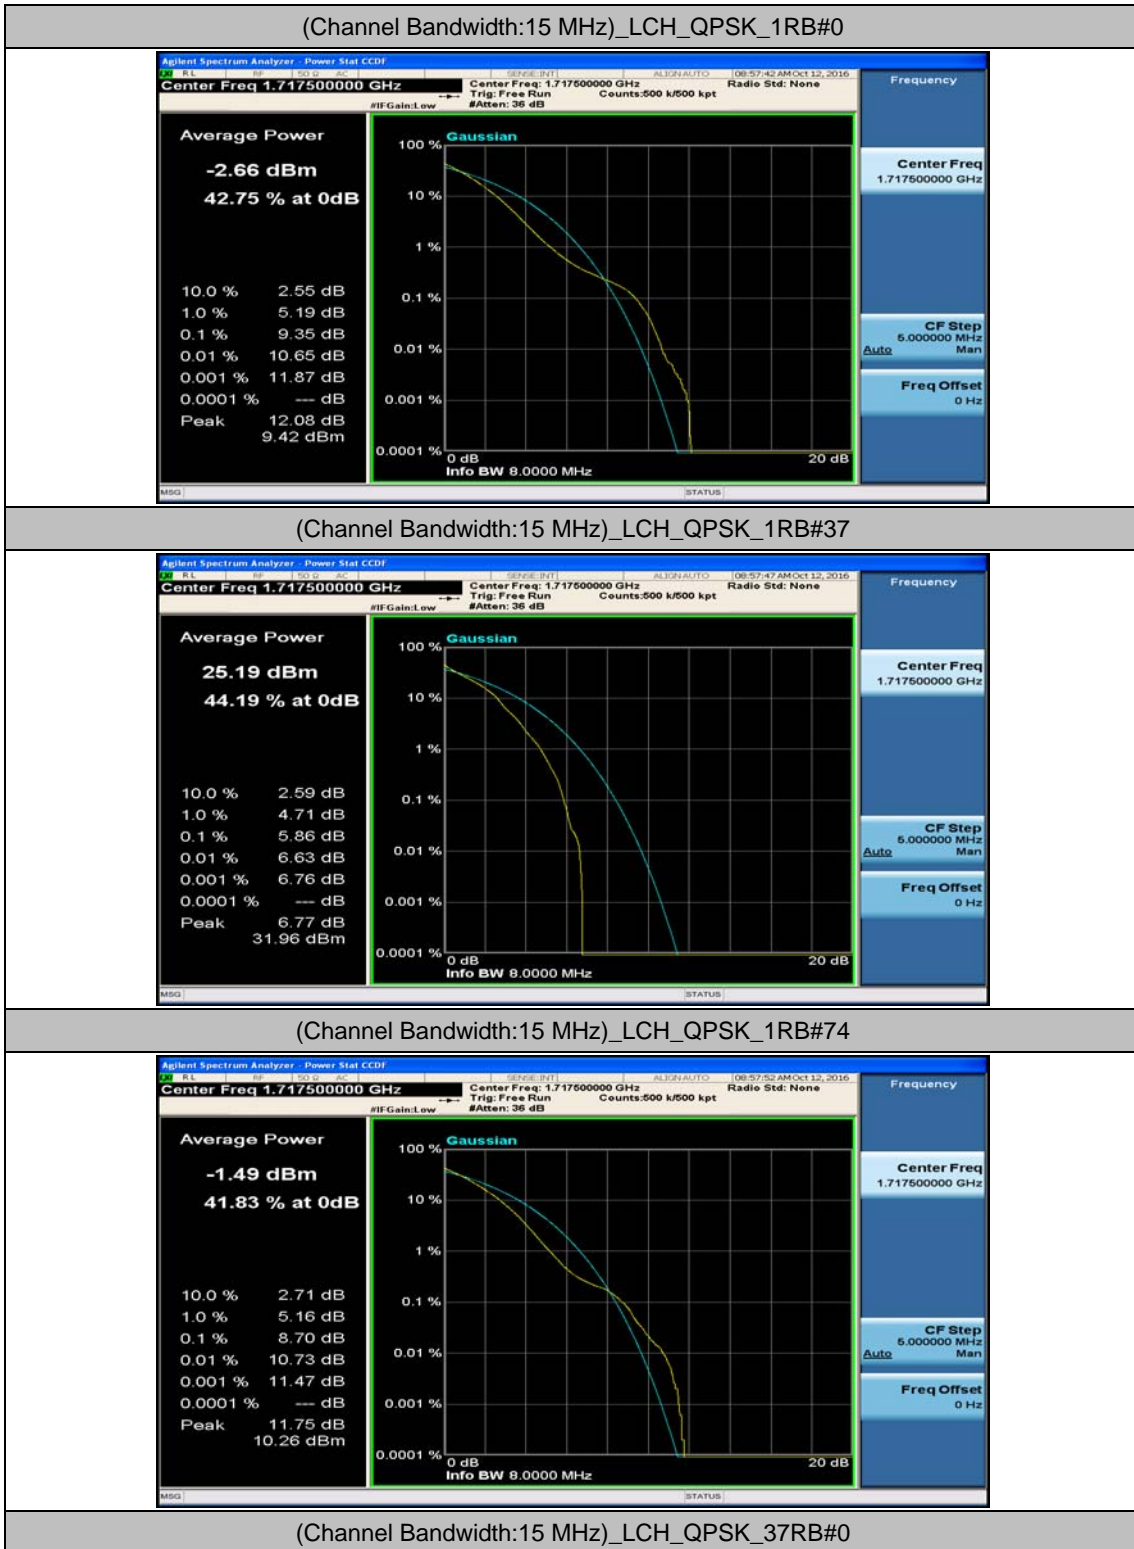 (Channel Bandwidth:15 MHz)_LCH_QPSK_1RB#0
Agilent Spectrum Analyzer - Power Stat CCDF
RL RF 50 Ω AC SENSE:INT ALIGN AUTO 08:57:42 AM Oct 12, 2016
Center Freq 1.717500000 GHz
Center Freq: 1.717500000 GHz
Radio Std: None
Trig: Free Run
Counts:500 k/500 kpt
#IFGain:Low
#Atten: 36 dB
Frequency
Average Power
-2.66 dBm
42.75 % at 0dB
10.0 % 2.55 dB
1.0 % 5.19 dB
0.1 % 9.35 dB
0.01 % 10.65 dB
0.001 % 11.87 dB
0.0001 % --- dB
Peak 12.08 dB
9.42 dBm
Gaussian
100 %
10 %
1 %
0.1 %
0.01 %
0.001 %
0.0001 %
0 dB
20 dB
Info BW 8.0000 MHz
Center Freq
1.717500000 GHz
CF Step
5.000000 MHz
Auto Man
Freq Offset
0 Hz
MSG
STATUS
(Channel Bandwidth:15 MHz)_LCH_QPSK_1RB#37
Agilent Spectrum Analyzer - Power Stat CCDF
RL RF 50 Ω AC SENSE:INT ALIGN AUTO 08:57:47 AM Oct 12, 2016
Center Freq 1.717500000 GHz
Center Freq: 1.717500000 GHz
Radio Std: None
Trig: Free Run
Counts:500 k/500 kpt
#IFGain:Low
#Atten: 36 dB
Frequency
Average Power
25.19 dBm
44.19 % at 0dB
10.0 % 2.59 dB
1.0 % 4.71 dB
0.1 % 5.86 dB
0.01 % 6.63 dB
0.001 % 6.76 dB
0.0001 % --- dB
Peak 6.77 dB
31.96 dBm
Gaussian
100 %
10 %
1 %
0.1 %
0.01 %
0.001 %
0.0001 %
0 dB
20 dB
Info BW 8.0000 MHz
Center Freq
1.717500000 GHz
CF Step
5.000000 MHz
Auto Man
Freq Offset
0 Hz
MSG
STATUS
(Channel Bandwidth:15 MHz)_LCH_QPSK_1RB#74
Agilent Spectrum Analyzer - Power Stat CCDF
RL RF 50 Ω AC SENSE:INT ALIGN AUTO 08:57:52 AM Oct 12, 2016
Center Freq 1.717500000 GHz
Center Freq: 1.717500000 GHz
Radio Std: None
Trig: Free Run
Counts:500 k/500 kpt
#IFGain:Low
#Atten: 36 dB
Frequency
Average Power
-1.49 dBm
41.83 % at 0dB
10.0 % 2.71 dB
1.0 % 5.16 dB
0.1 % 8.70 dB
0.01 % 10.73 dB
0.001 % 11.47 dB
0.0001 % --- dB
Peak 11.75 dB
10.26 dBm
Gaussian
100 %
10 %
1 %
0.1 %
0.01 %
0.001 %
0.0001 %
0 dB
20 dB
Info BW 8.0000 MHz
Center Freq
1.717500000 GHz
CF Step
5.000000 MHz
Auto Man
Freq Offset
0 Hz
MSG
STATUS
(Channel Bandwidth:15 MHz)_LCH_QPSK_37RB#0